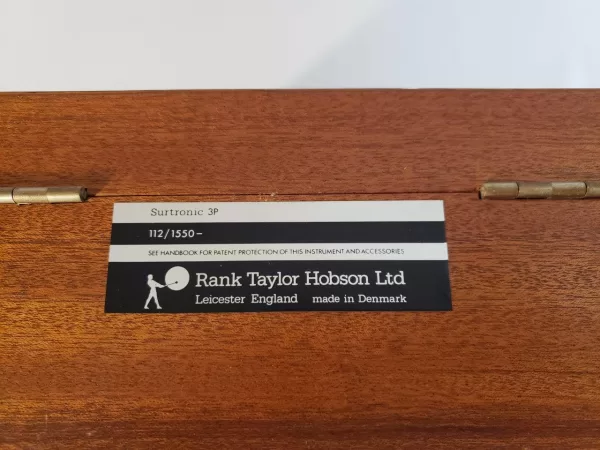 Surtronic 3P
112/1550–
SEE HANDBOOK FOR PATENT PROTECTION OF THIS INSTRUMENT AND ACCESSORIES
Rank Taylor Hobson Ltd
Leicester England made in Denmark